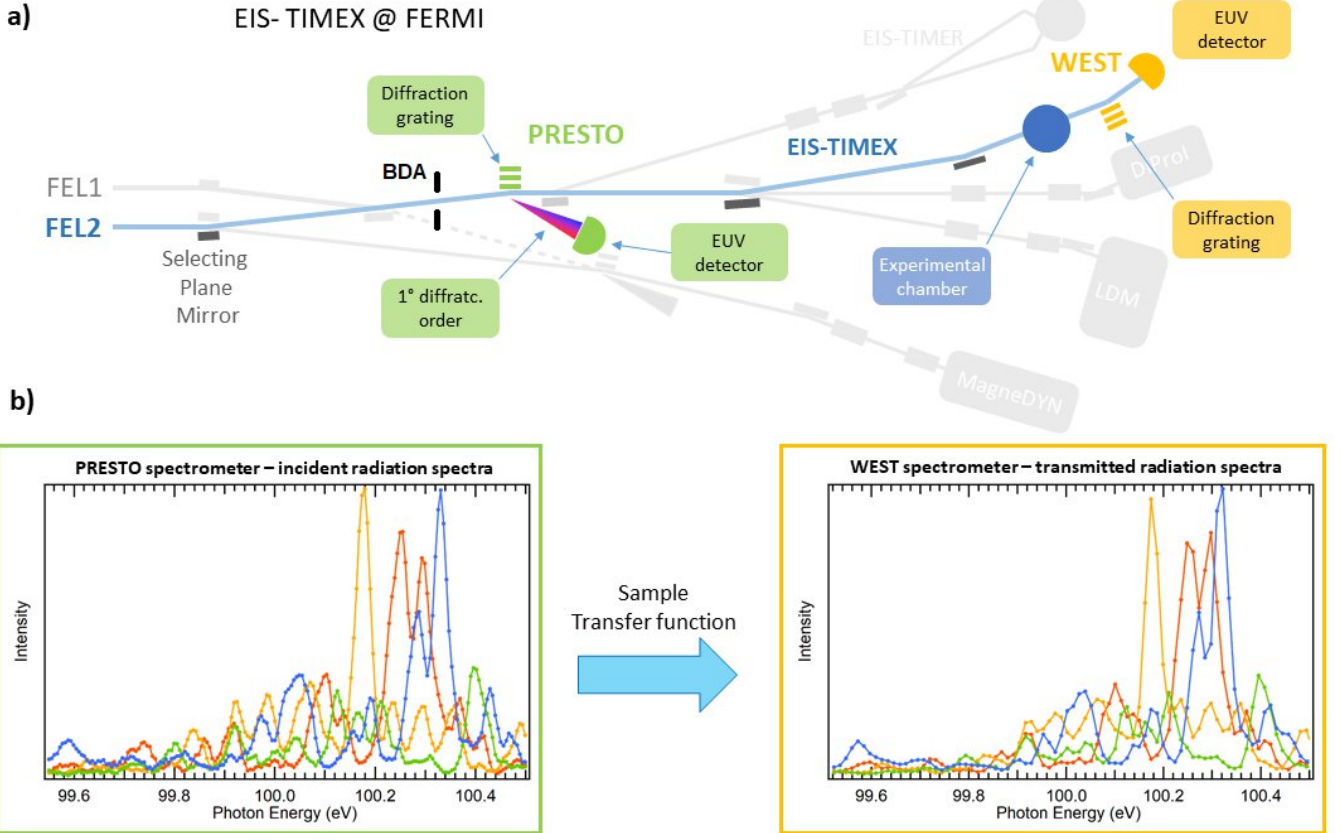 a)
EIS- TIMEX @ FERMI
EUV
detector
EIS-TIMER
WEST
Diffraction
grating
PRESTO
EIS-TIMEX
BDA
DiProI
FEL1
FEL2
Selecting
Plane
Mirror
EUV
detector
1° diffratc.
order
Experimental
chamber
Diffraction
grating
LDM
MagneDYN
b)
PRESTO spectrometer – incident radiation spectra
Intensity
99.6 99.8 100.0 100.2 100.4
Photon Energy (eV)
Sample
Transfer function
WEST spectrometer – transmitted radiation spectra
Intensity
99.6 99.8 100.0 100.2 100.4
Photon Energy (eV)